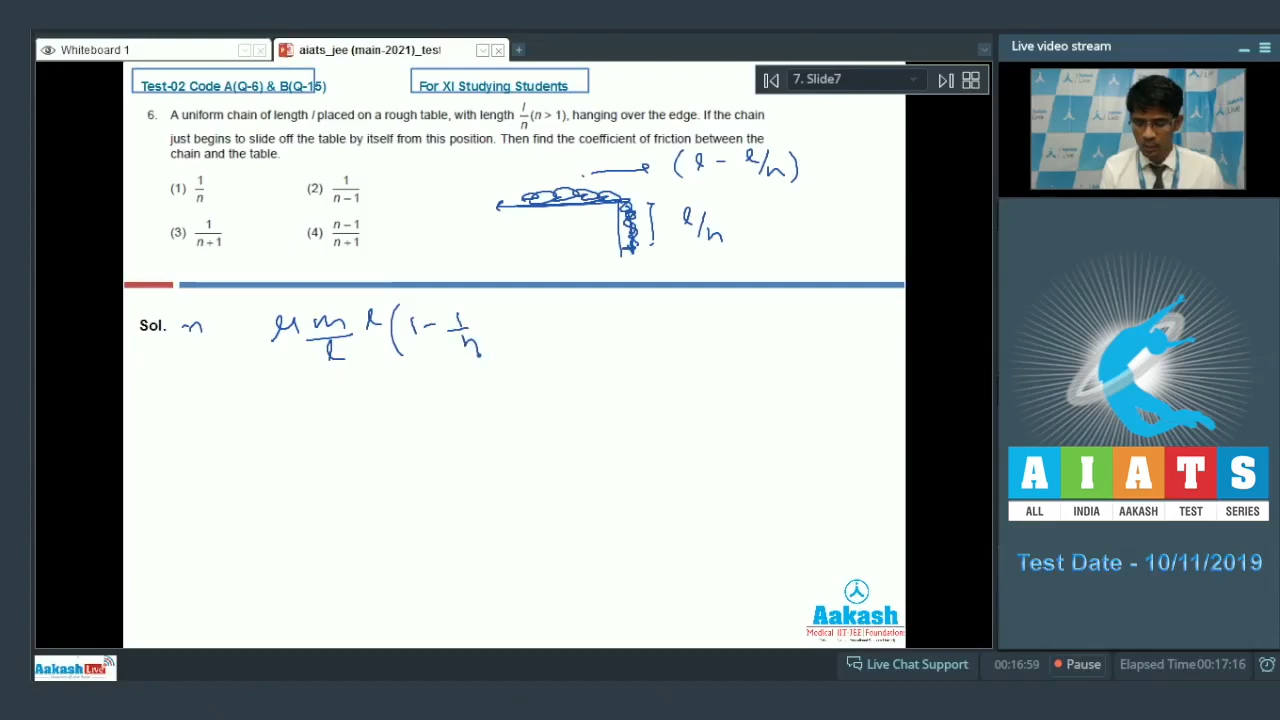 Whiteboard 1
aiats_jee (main-2021)_test
Live video stream
Test-02 Code A(Q-6) & B(Q-15)
For XI Studying Students
7. Slide7
6. A uniform chain of length l placed on a rough table, with length l/n (n > 1), hanging over the edge. If the chain
just begins to slide off the table by itself from this position. Then find the coefficient of friction between the
chain and the table.
(l - l/n)
(1) 1/n (2) 1/(n − 1)
l/n
(3) 1/(n + 1) (4) (n − 1)/(n + 1)
Sol. m μ m/l l (1 - 1/n
AIATS
ALL INDIA AAKASH TEST SERIES
Test Date - 10/11/2019
Aakash
Medical | IIT-JEE | Foundations
Aakash Live
Live Chat Support
00:16:59
Pause
Elapsed Time 00:17:16